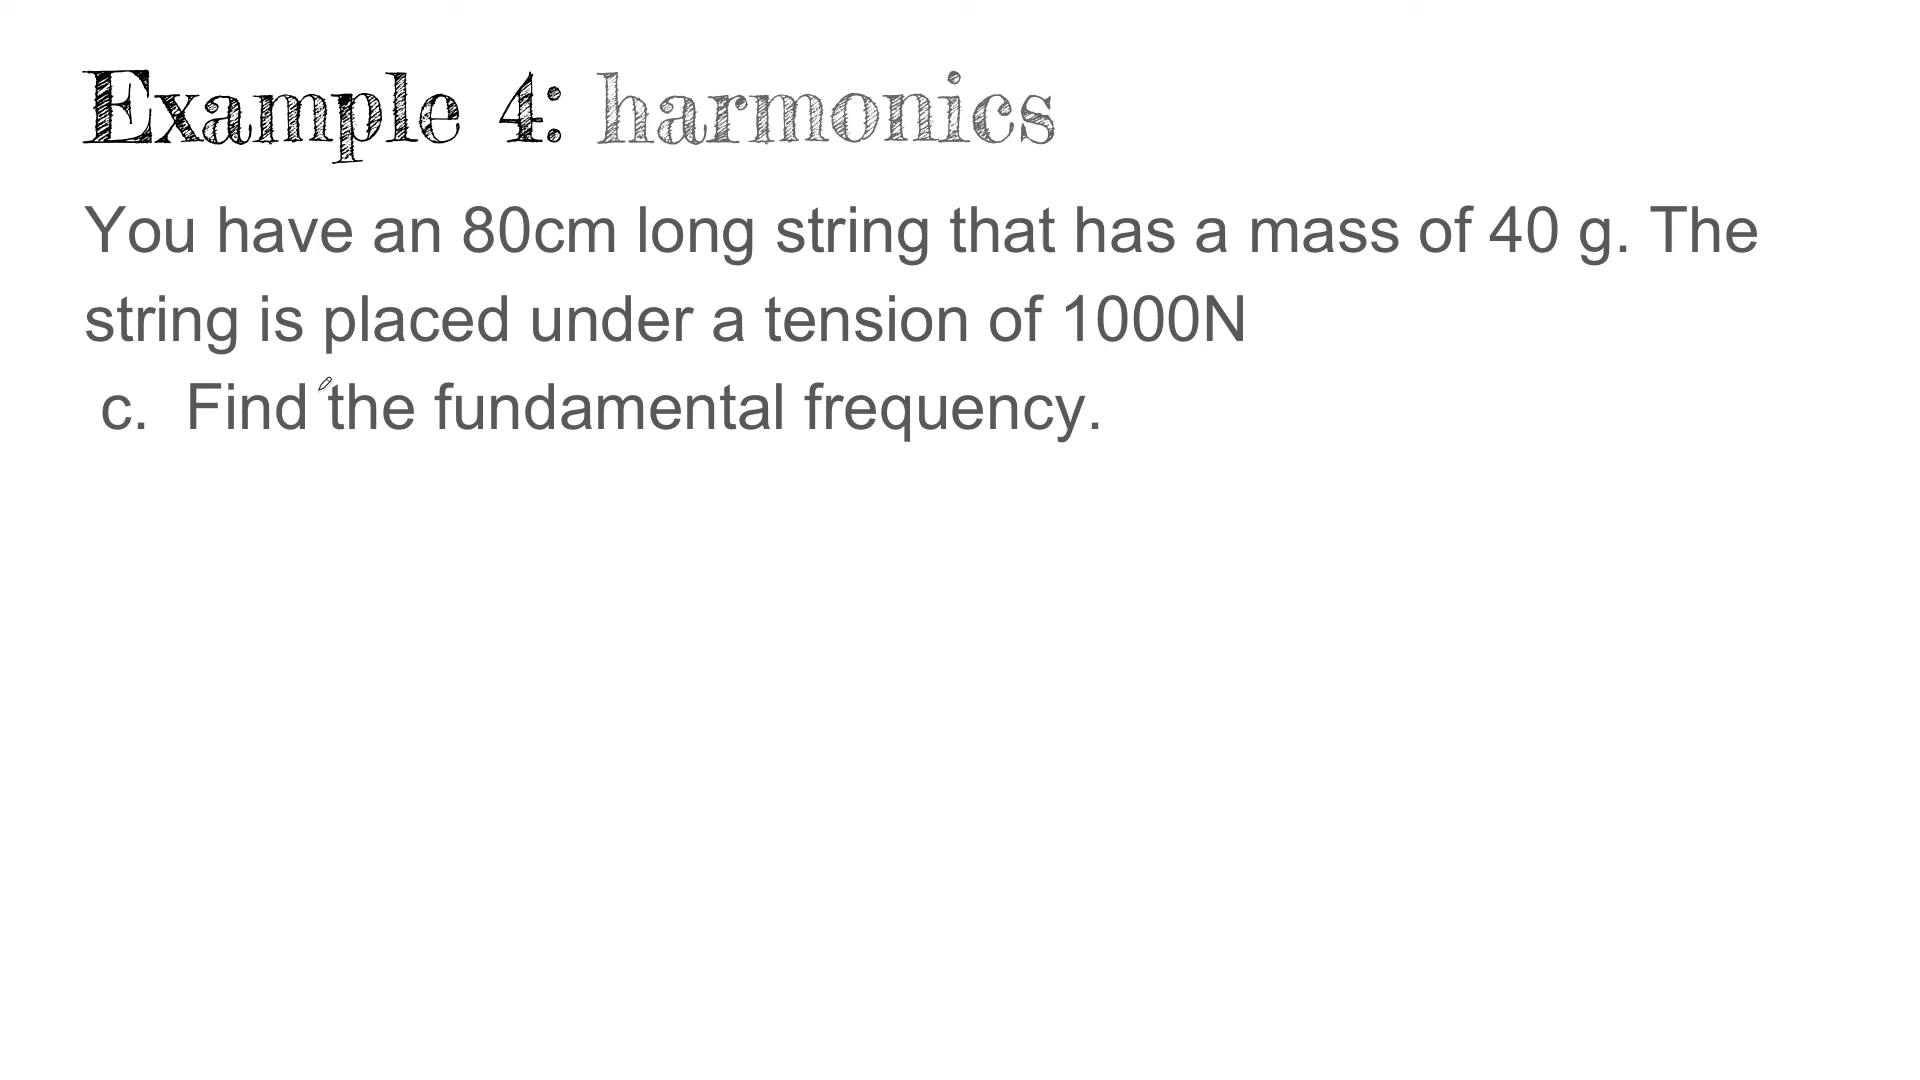 Example 4: harmonics
You have an 80cm long string that has a mass of 40 g. The
string is placed under a tension of 1000N
c. Find the fundamental frequency.